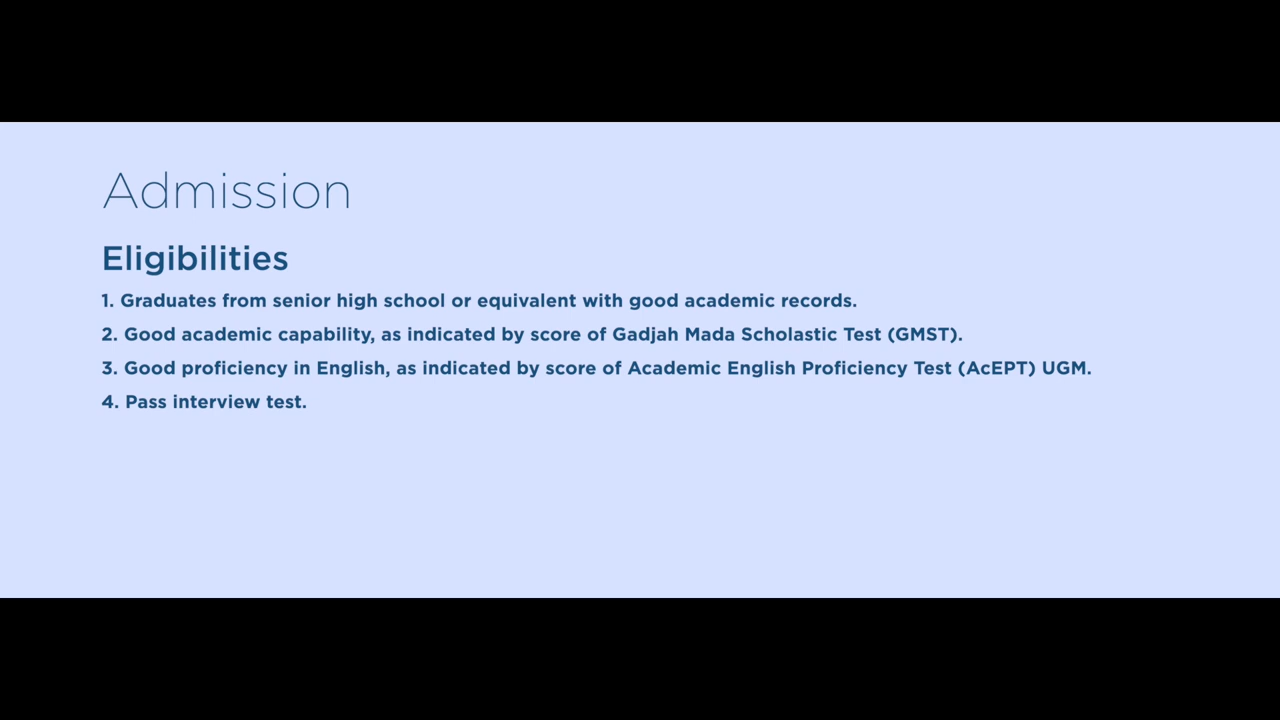 Admission
Eligibilities
1. Graduates from senior high school or equivalent with good academic records.
2. Good academic capability, as indicated by score of Gadjah Mada Scholastic Test (GMST).
3. Good proficiency in English, as indicated by score of Academic English Proficiency Test (AcEPT) UGM.
4. Pass interview test.